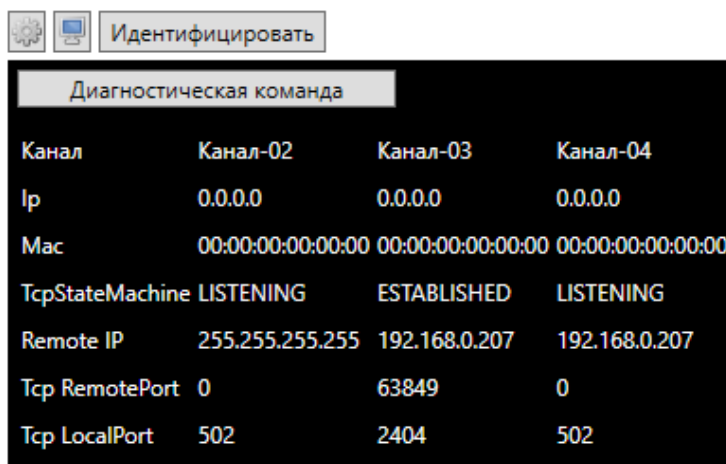 Идентифицировать
Диагностическая команда
Канал Канал-02 Канал-03 Канал-04
Ip 0.0.0.0 0.0.0.0 0.0.0.0
Mac 00:00:00:00:00:00 00:00:00:00:00:00 00:00:00:00:00:00
TcpStateMachine LISTENING ESTABLISHED LISTENING
Remote IP 255.255.255.255 192.168.0.207 192.168.0.207
Tcp RemotePort 0 63849 0
Tcp LocalPort 502 2404 502